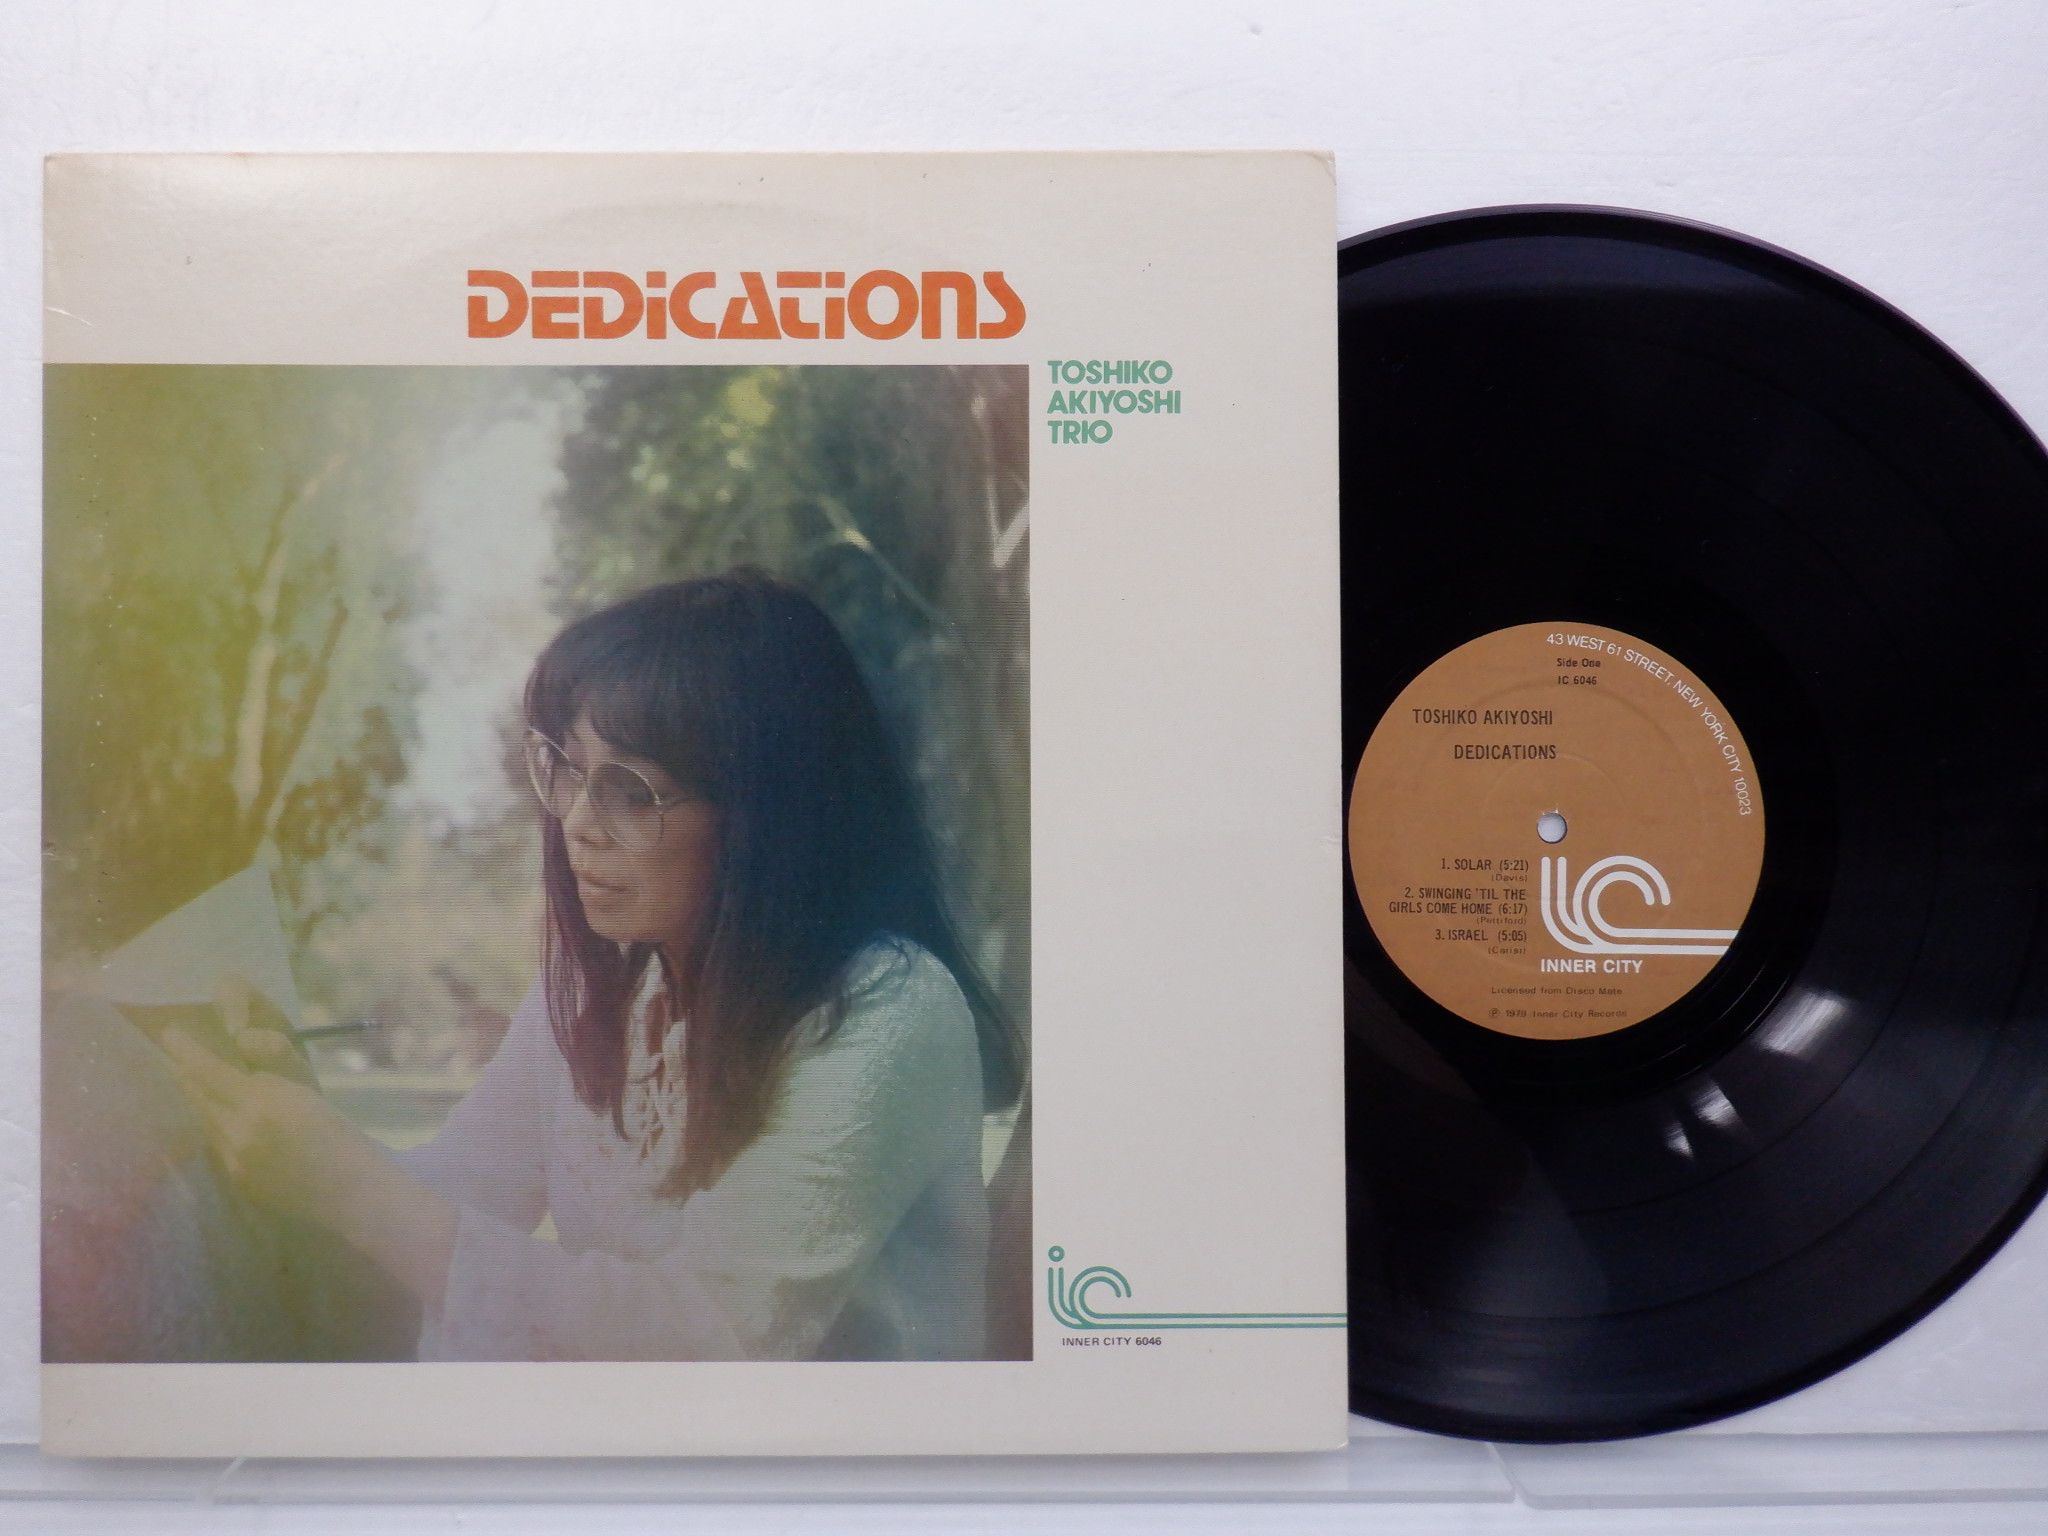 DEDiCATiOns
TOSHIKO
AKIYOSHI
TRIO
ic
INNER CITY 6046
43 WEST 61 STREET, NEW YORK CITY 10023
Side One
IC 6046
TOSHIKO AKIYOSHI
DEDICATIONS
1. SOLAR (5:21)
(Davis)
2. SWINGING 'TIL THE
GIRLS COME HOME (6:17)
(Pettiford)
3. ISRAEL (5:05)
(Carisi)
ic
INNER CITY
Licensed from Disco Mate
℗ 1979 Inner City Records